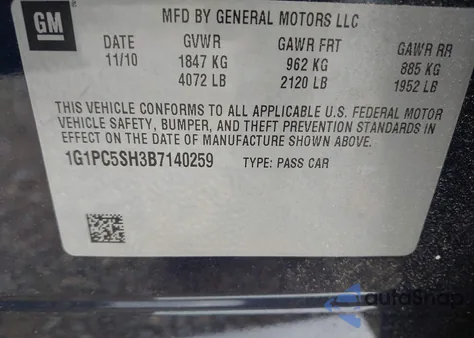 GM
MFD BY GENERAL MOTORS LLC
DATE GVWR GAWR FRT GAWR RR
11/10 1847 KG 962 KG 885 KG
4072 LB 2120 LB 1952 LB
THIS VEHICLE CONFORMS TO ALL APPLICABLE U.S. FEDERAL MOTOR
VEHICLE SAFETY, BUMPER, AND THEFT PREVENTION STANDARDS IN
EFFECT ON THE DATE OF MANUFACTURE SHOWN ABOVE.
1G1PC5SH3B7140259 TYPE: PASS CAR
autoSnap